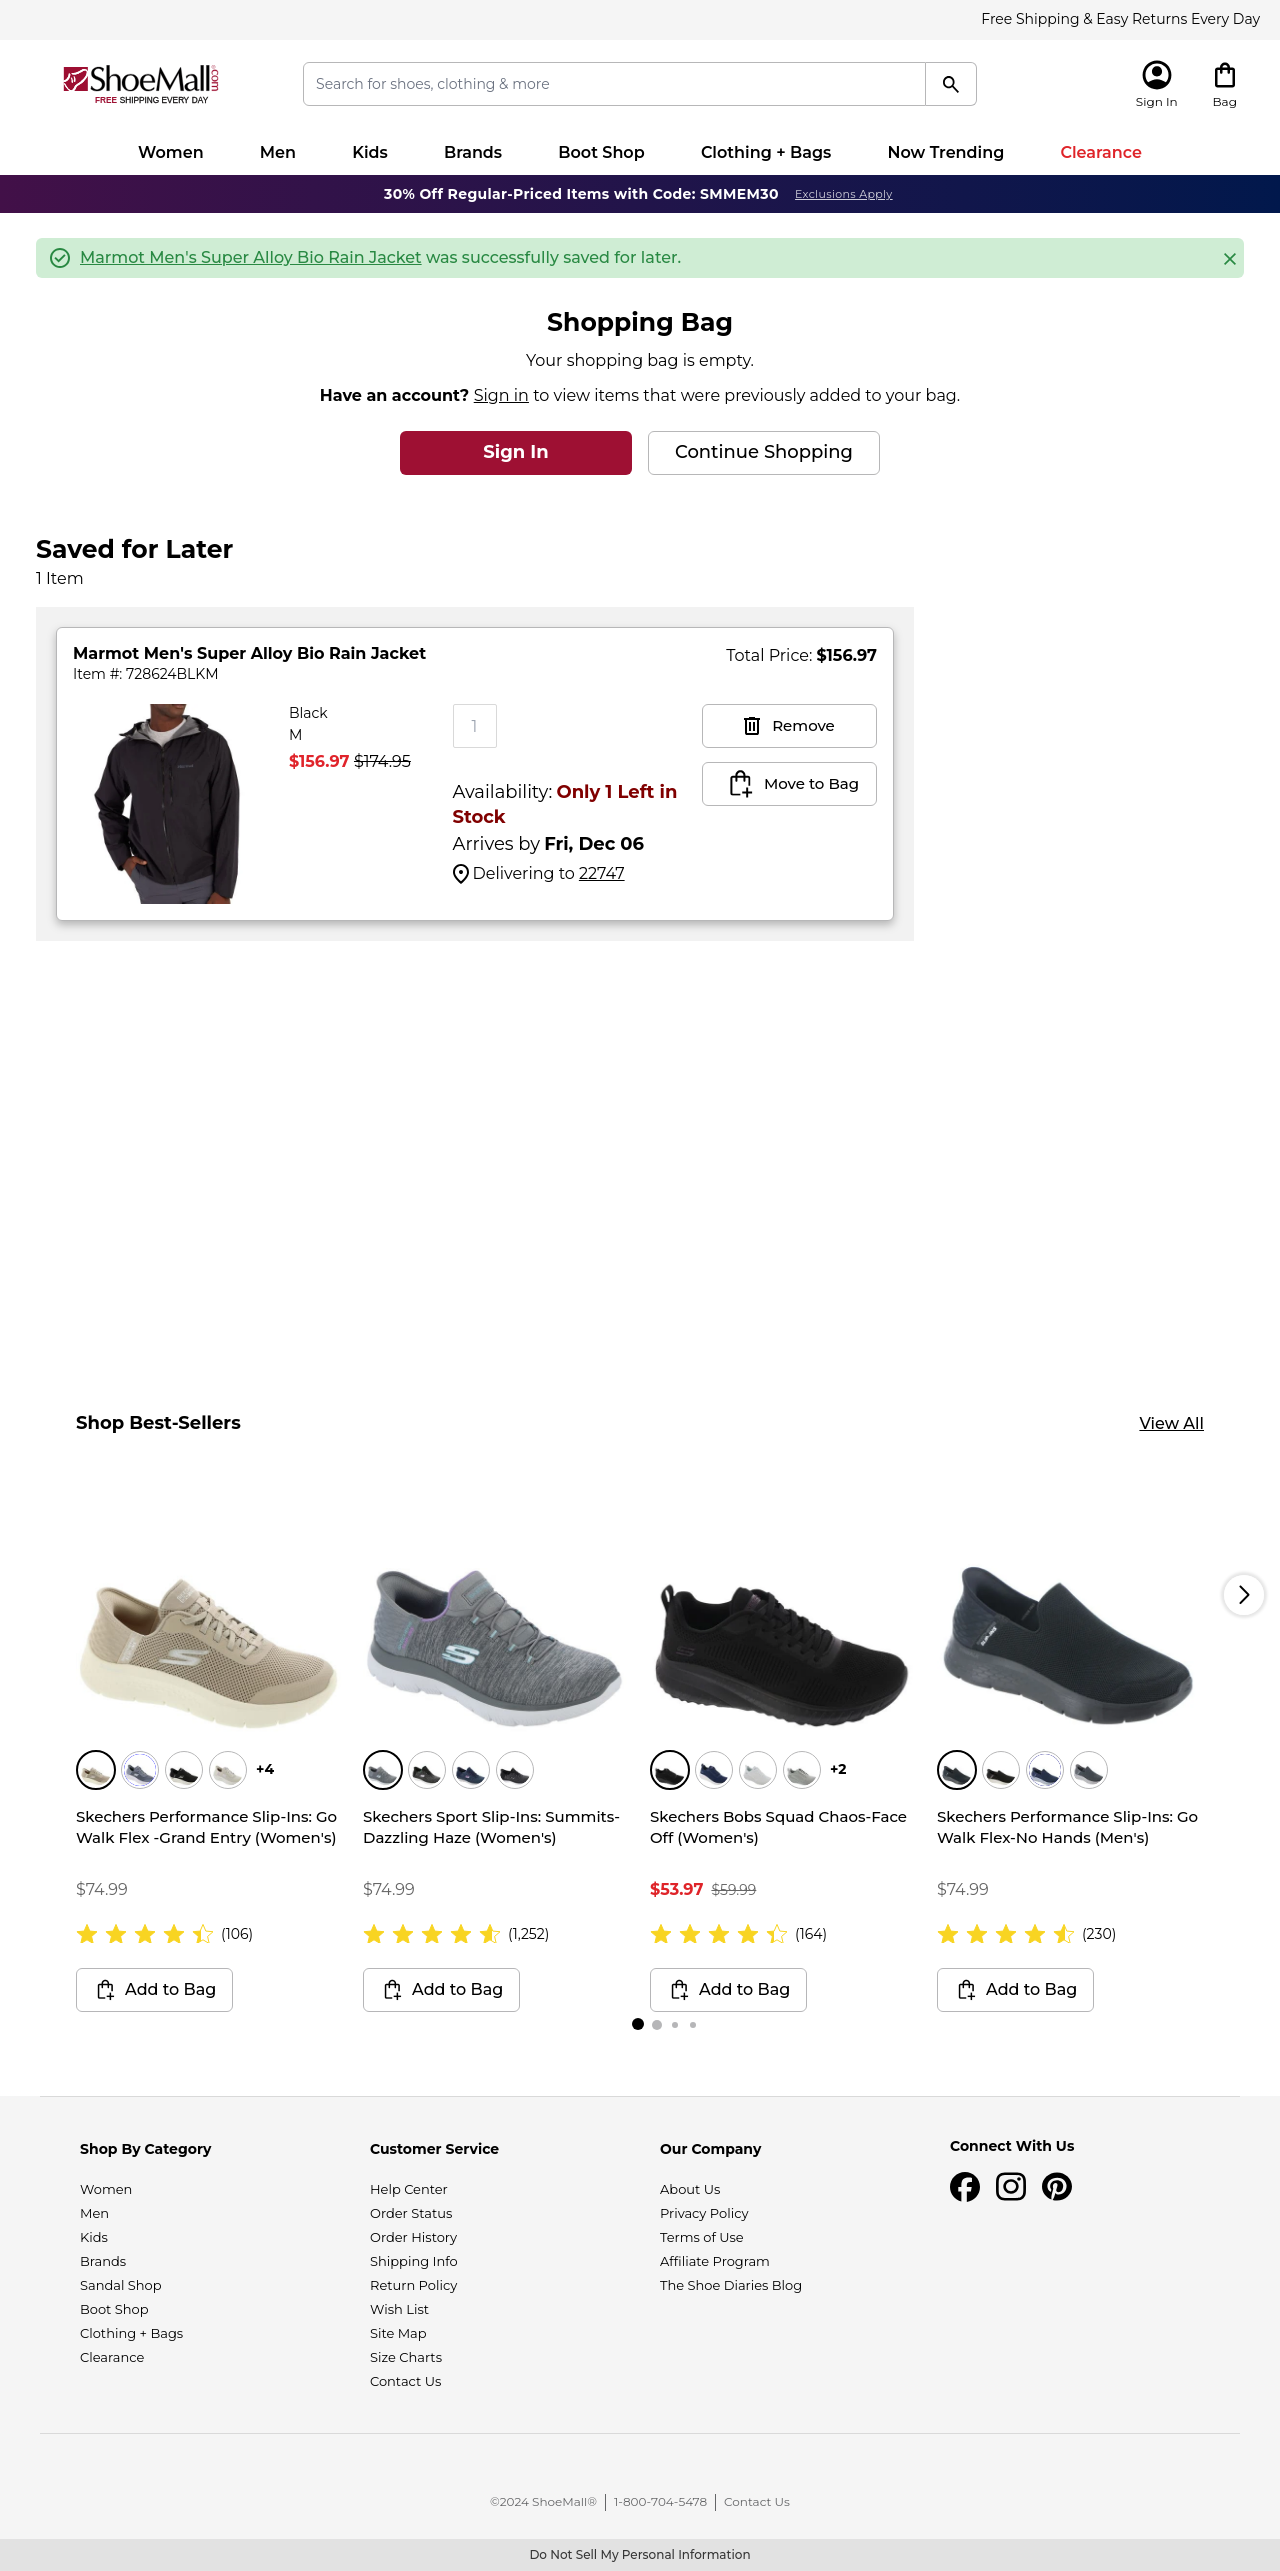 Free Shipping & Easy Returns Every Day
ShoeMall.com
FREE SHIPPING EVERY DAY
Search for shoes, clothing & more
Sign In
Bag
Women
Men
Kids
Brands
Boot Shop
Clothing + Bags
Now Trending
Clearance
30% Off Regular-Priced Items with Code: SMMEM30 Exclusions Apply
Marmot Men's Super Alloy Bio Rain Jacket was successfully saved for later.
Shopping Bag
Your shopping bag is empty.
Have an account? Sign in to view items that were previously added to your bag.
Sign In
Continue Shopping
Saved for Later
1 Item
Marmot Men's Super Alloy Bio Rain Jacket
Item #: 728624BLKM
Total Price: $156.97
Black
M
$156.97 $174.95
1
Availability: Only 1 Left in
Stock
Arrives by Fri, Dec 06
Delivering to 22747
Remove
Move to Bag
Shop Best-Sellers
View All
+4
Skechers Performance Slip-Ins: Go
Walk Flex -Grand Entry (Women's)
$74.99
(106)
Add to Bag
Skechers Sport Slip-Ins: Summits-
Dazzling Haze (Women's)
$74.99
(1,252)
Add to Bag
+2
Skechers Bobs Squad Chaos-Face
Off (Women's)
$53.97 $59.99
(164)
Add to Bag
Skechers Performance Slip-Ins: Go
Walk Flex-No Hands (Men's)
$74.99
(230)
Add to Bag
Shop By Category
Women
Men
Kids
Brands
Sandal Shop
Boot Shop
Clothing + Bags
Clearance
Customer Service
Help Center
Order Status
Order History
Shipping Info
Return Policy
Wish List
Site Map
Size Charts
Contact Us
Our Company
About Us
Privacy Policy
Terms of Use
Affiliate Program
The Shoe Diaries Blog
Connect With Us
©2024 ShoeMall®
1-800-704-5478
Contact Us
Do Not Sell My Personal Information